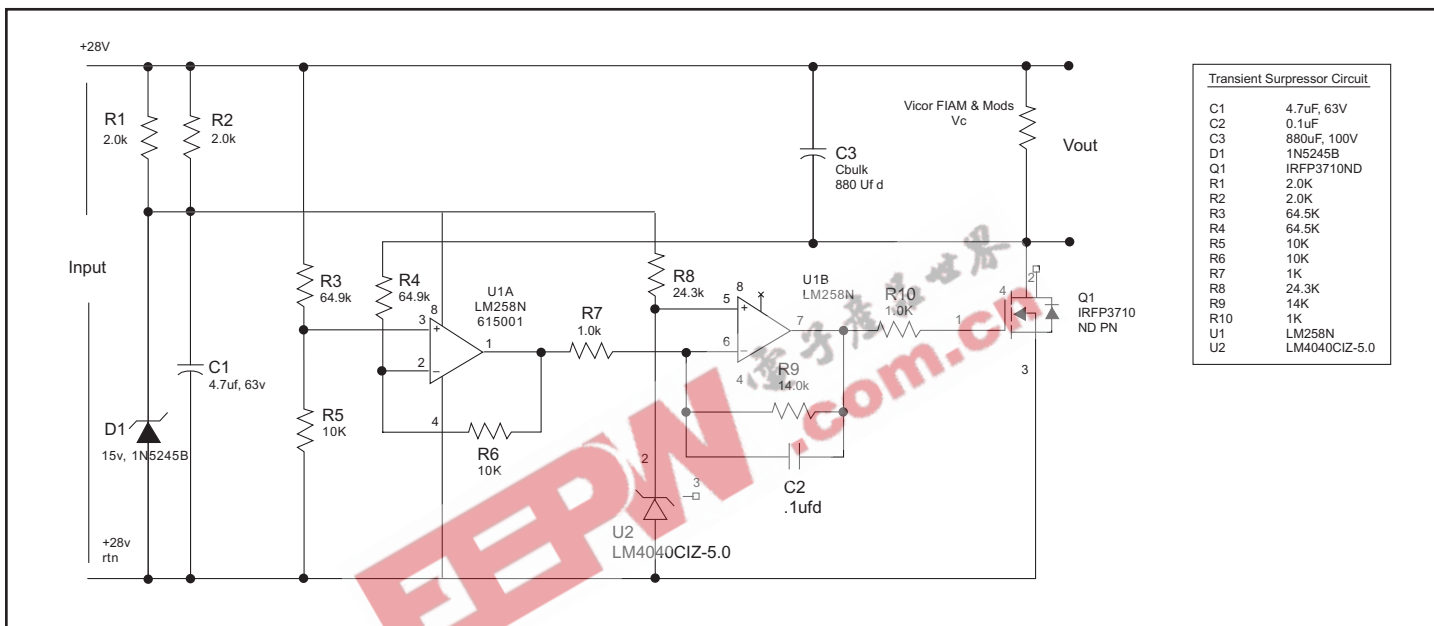 +28V
Input
+28v
rtn
R1
2.0k
R2
2.0k
D1
15v, 1N5245B
C1
4.7uf, 63v
R3
64.9k
R5
10K
R4
64.9k
U1A
LM258N
615001
8
3
+
2
−
1
4
R6
10K
R7
1.0k
R8
24.3k
U1B
LM258N
8
5
+
6
−
7
4
x
R9
14.0k
C2
.1ufd
R10
1.0K
2
3
U2
LM4040CIZ-5.0
C3
Cbulk
880 Uf d
Vicor FIAM & Mods
Vc
Vout
1
4
2
3
Q1
IRFP3710
ND PN
Transient Surpressor Circuit
C1 4.7uF, 63V
C2 0.1uF
C3 880uF, 100V
D1 1N5245B
Q1 IRFP3710ND
R1 2.0K
R2 2.0K
R3 64.5K
R4 64.5K
R5 10K
R6 10K
R7 1K
R8 24.3K
R9 14K
R10 1K
U1 LM258N
U2 LM4040CIZ-5.0
EEPW.com.cn
電子產品世界